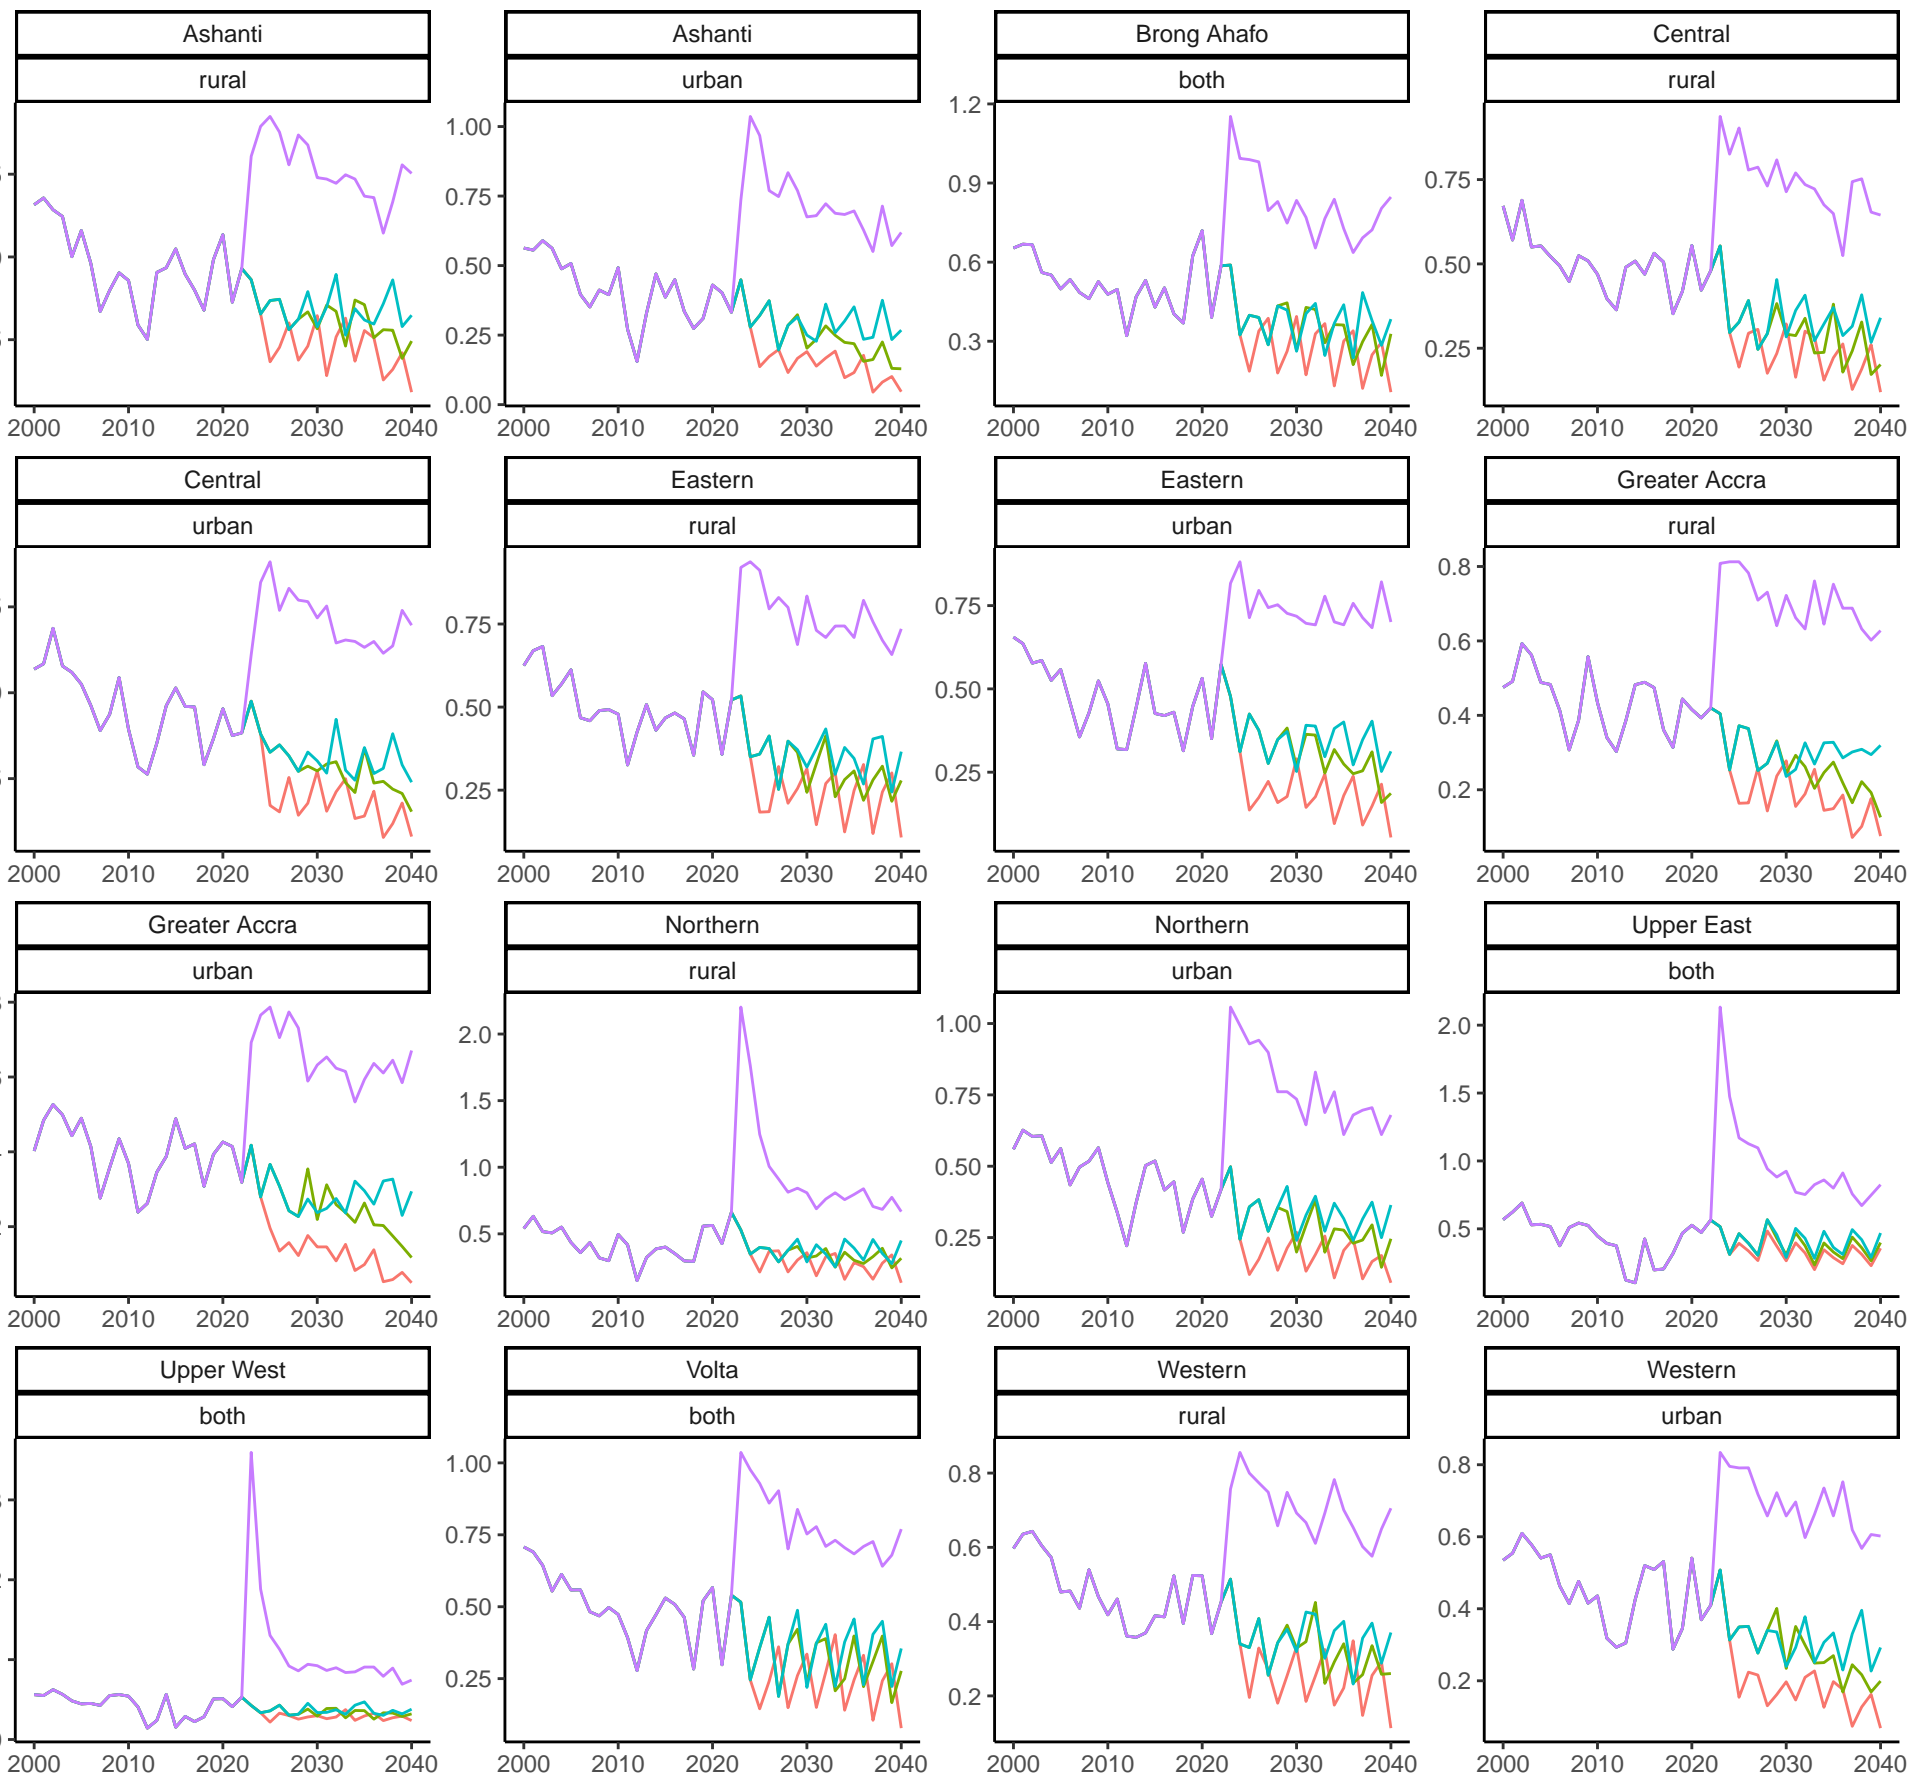 Ashanti Ashanti Brong Ahafo Central
rural urban both rural
1.00 0.75 0.50 0.25 0.00
1.2 0.9 0.6 0.3
0.75 0.50 0.25
2000 2010 2020 2030 2040 2000 2010 2020 2030 2040 2000 2010 2020 2030 2040 2000 2010 2020 2030 2040
Central Eastern Eastern Greater Accra
urban rural urban rural
0.75 0.50 0.25
0.75 0.50 0.25
0.8 0.6 0.4 0.2
2000 2010 2020 2030 2040 2000 2010 2020 2030 2040 2000 2010 2020 2030 2040 2000 2010 2020 2030 2040
Greater Accra Northern Northern Upper East
urban rural urban both
2.0 1.5 1.0 0.5
1.00 0.75 0.50 0.25
2.0 1.5 1.0 0.5
2000 2010 2020 2030 2040 2000 2010 2020 2030 2040 2000 2010 2020 2030 2040 2000 2010 2020 2030 2040
Upper West Volta Western Western
both both rural urban
1.00 0.75 0.50 0.25
0.8 0.6 0.4 0.2
0.8 0.6 0.4 0.2
2000 2010 2020 2030 2040 2000 2010 2020 2030 2040 2000 2010 2020 2030 2040 2000 2010 2020 2030 2040